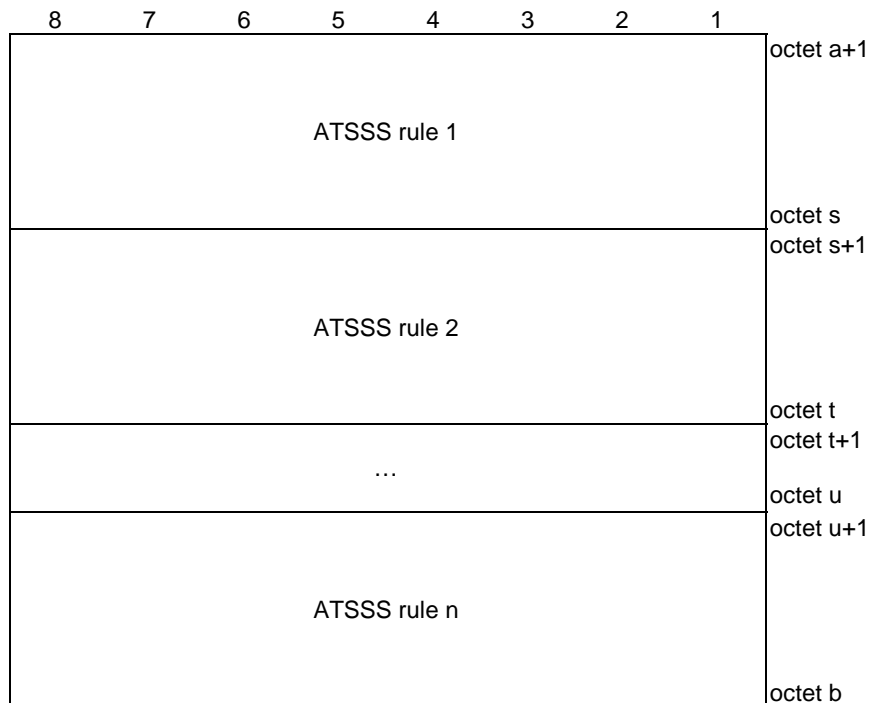 8 7 6 5 4 3 2 1
octet a+1
ATSSS rule 1
octet s
octet s+1
ATSSS rule 2
octet t
octet t+1
…
octet u
octet u+1
ATSSS rule n
octet b